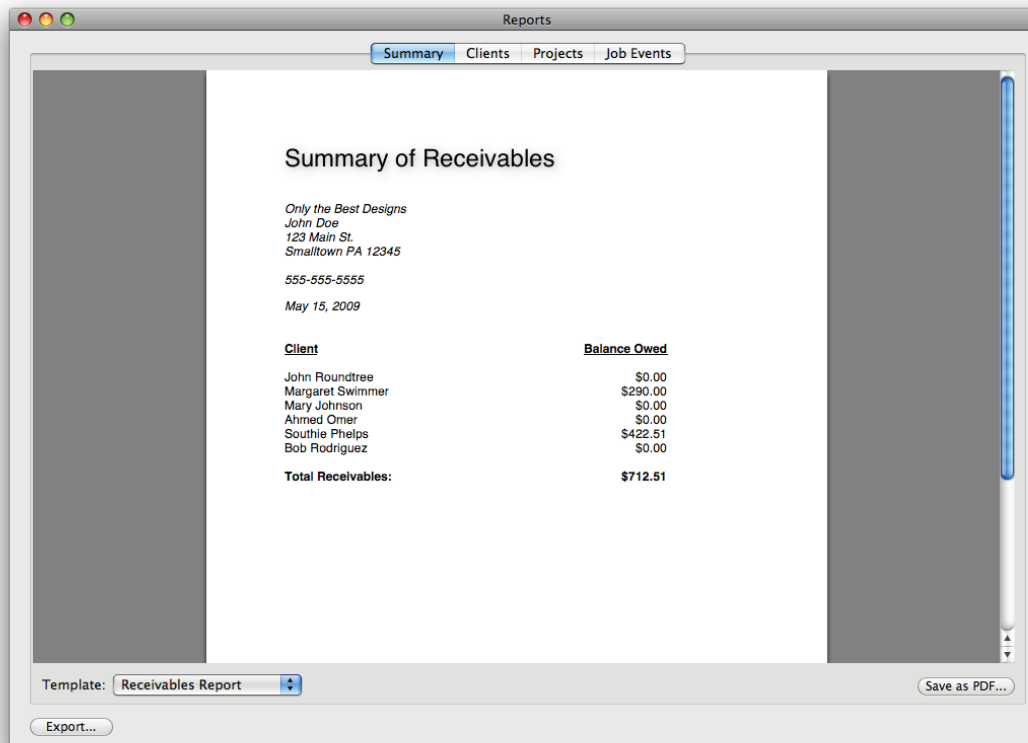 Reports
Summary Clients Projects Job Events
Summary of Receivables
Only the Best Designs
John Doe
123 Main St.
Smalltown PA 12345
555-555-5555
May 15, 2009
Client Balance Owed
John Roundtree $0.00
Margaret Swimmer $290.00
Mary Johnson $0.00
Ahmed Omer $0.00
Southie Phelps $422.51
Bob Rodriguez $0.00
Total Receivables: $712.51
Template: Receivables Report Save as PDF...
Export...